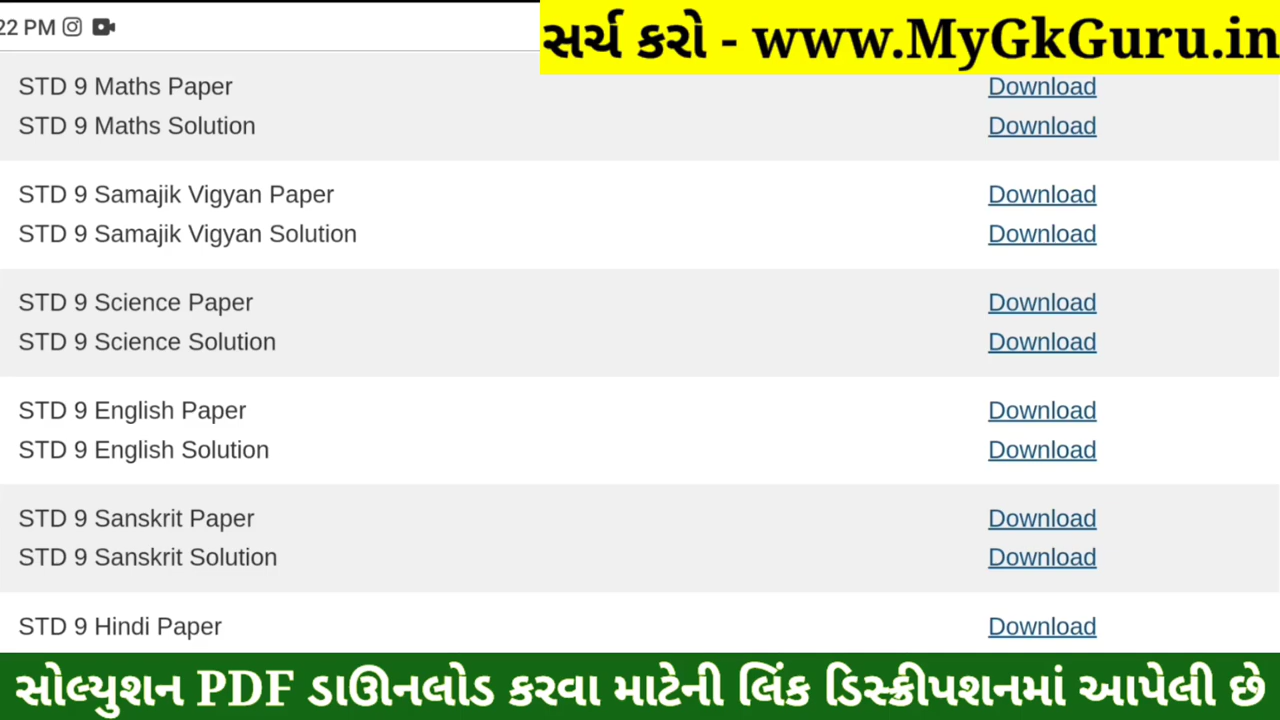 22 PM
સર્ચ કરો - www.MyGkGuru.in
STD 9 Maths Paper Download
STD 9 Maths Solution Download
STD 9 Samajik Vigyan Paper Download
STD 9 Samajik Vigyan Solution Download
STD 9 Science Paper Download
STD 9 Science Solution Download
STD 9 English Paper Download
STD 9 English Solution Download
STD 9 Sanskrit Paper Download
STD 9 Sanskrit Solution Download
STD 9 Hindi Paper Download
સોલ્યુશન PDF ડાઊનલોડ કરવા માટેની લિંક ડિસ્ક્રીપશનમાં આપેલી છે